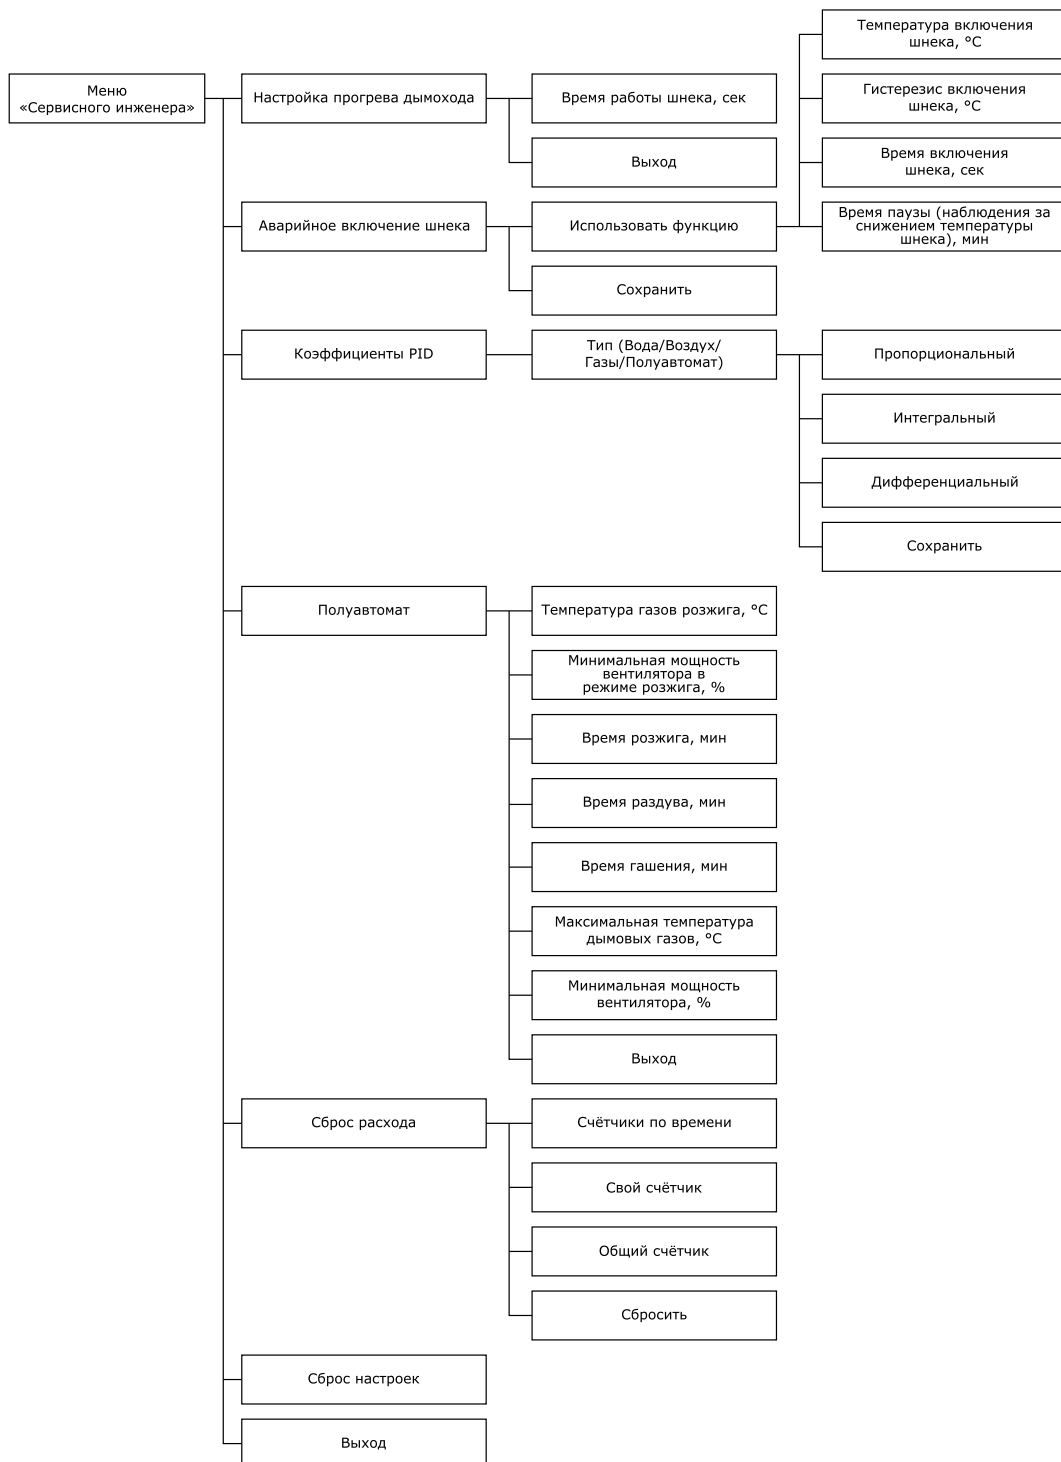 Меню
«Сервисного инженера»
Настройка прогрева дымохода
Время работы шнека, сек
Выход
Аварийное включение шнека
Использовать функцию
Температура включения
шнека, °C
Гистерезис включения
шнека, °C
Время включения
шнека, сек
Время паузы (наблюдения за
снижением температуры
шнека), мин
Сохранить
Коэффициенты PID
Тип (Вода/Воздух/
Газы/Полуавтомат)
Пропорциональный
Интегральный
Дифференциальный
Сохранить
Полуавтомат
Температура газов розжига, °C
Минимальная мощность
вентилятора в
режиме розжига, %
Время розжига, мин
Время раздува, мин
Время гашения, мин
Максимальная температура
дымовых газов, °C
Минимальная мощность
вентилятора, %
Выход
Сброс расхода
Счётчики по времени
Свой счётчик
Общий счётчик
Сбросить
Сброс настроек
Выход